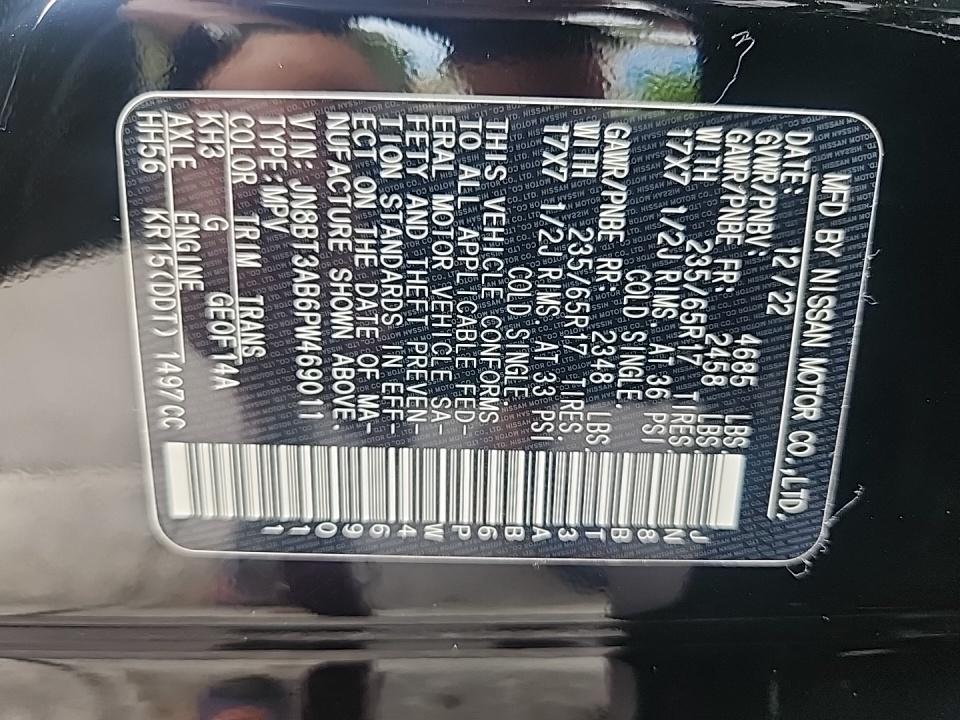 MFD BY NISSAN MOTOR CO.,LTD.
DATE: 12/22
GVWR/PNBV: 4685 LBS.
GAWR/PNBE FR: 2458 LBS.
WITH 235/65R17 TIRES,
17X7 1/2J RIMS, AT 36 PSI
COLD SINGLE.
GAWR/PNBE RR: 2348 LBS.
WITH 235/65R17 TIRES,
17X7 1/2J RIMS AT 33 PSI
COLD SINGLE.
THIS VEHICLE CONFORMS
TO ALL APPLICABLE FED-
ERAL MOTOR VEHICLE SA-
FETY AND THEFT PREVEN-
TION STANDARDS IN EFF-
ECT ON THE DATE OF MA-
NUFACTURE SHOWN ABOVE.
VIN: JN8BT3AB6PW469011
TYPE:MPV
COLOR TRIM TRANS
KH3 G GEOF14A
AXLE ENGINE
HH56 KR15(DDT) 1497CC
JN8BT3AB6PW469011